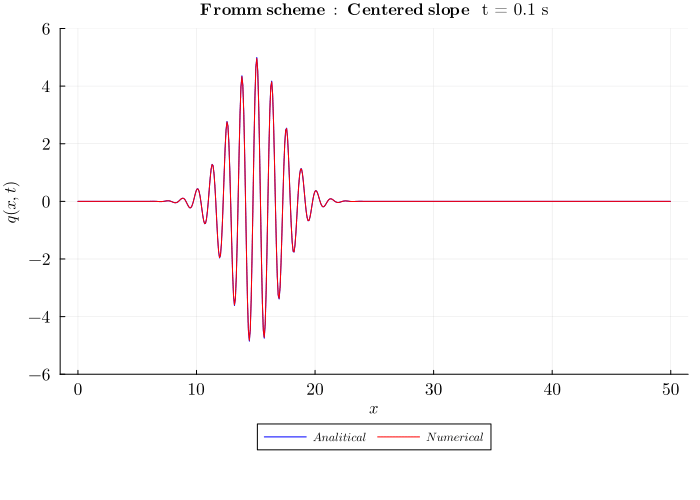 Fromm scheme : Centered slope t = 0.1 s
6
4
2
0
−2
−4
−6
q(x, t)
0 10 20 30 40 50
x
Analitical Numerical